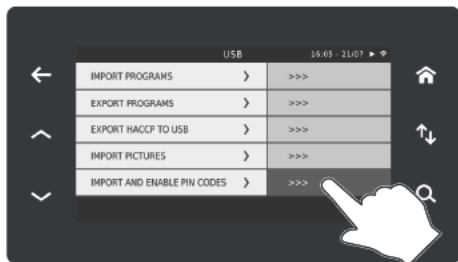 USB 16:05 - 21/07
IMPORT PROGRAMS >>>
EXPORT PROGRAMS >>>
EXPORT HACCP TO USB >>>
IMPORT PICTURES >>>
IMPORT AND ENABLE PIN CODES >>>